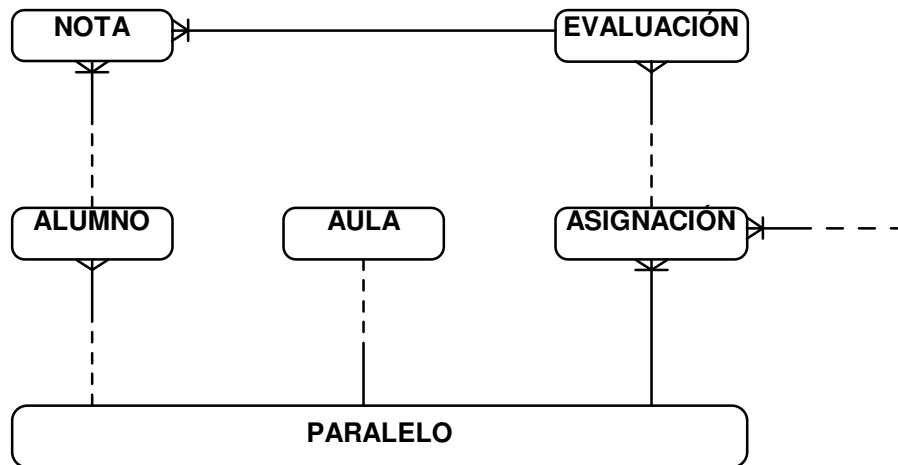 NOTA
EVALUACIÓN
ALUMNO
AULA
ASIGNACIÓN
PARALELO